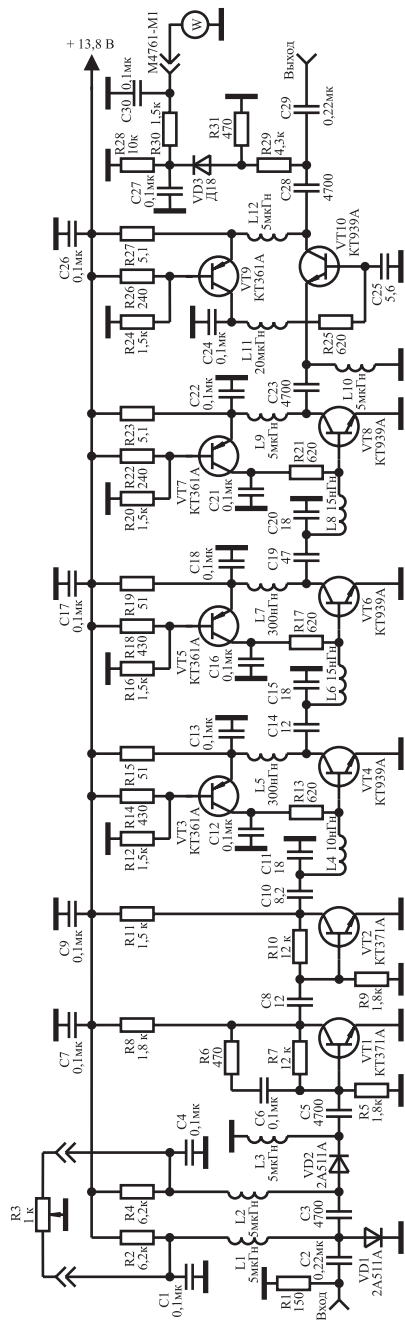 + 13,8 В
R3
1 к
C1
0,1мк
R2
6,2к
R4
6,2к
C4
0,1мк
L1
5мкГн
L2
5мкГн
L3
5мкГн
R1
150
Вход
C2
0,22мк
VD1
2А511А
C3
4700
VD2
2А511А
C5
4700
R5
1,8к
C7
0,1мк
R8
1,8 к
R6
470
C6
0,1мк
R7
12 к
VT1
КТ371А
C8
12
C9
0,1мк
R11
1,5 к
R10
12 к
R9
1,8к
VT2
КТ371А
C10
8,2
C11
18
L4 10нГн
R12
1,5к
R14
430
R15
51
VT3
КТ361А
C12
0,1мк
C13
0,1мк
L5
300нГн
R13
620
VT4
КТ939А
C14
12
C15
18
L6 15нГн
C17
0,1мк
R16
1,5к
R18
430
R19
51
VT5
КТ361А
C16
0,1мк
C18
0,1мк
L7
300нГн
R17
620
VT6
КТ939А
C19
47
C20
18
L8 15нГн
R20
1,5к
R22
240
R23
5,1
VT7
КТ361А
C21
0,1мк
C22
0,1мк
L9
5мкГн
R21
620
VT8
КТ939А
C23
4700
L10
5мкГн
C26
0,1мк
R24
1,5к
R26
240
R27
5,1
VT9
КТ361А
C24
0,1мк
L11
20мкГн
L12
5мкГн
R25
620
C25
5,6
VT10
КТ939А
C28
4700
R28
10к
C27
0,1мк
VD3
Д18
C30
0,1мк
R30
1,5к
R31
470
R29
4,3к
М4761-М1
W
C29
0,22мк
Выход